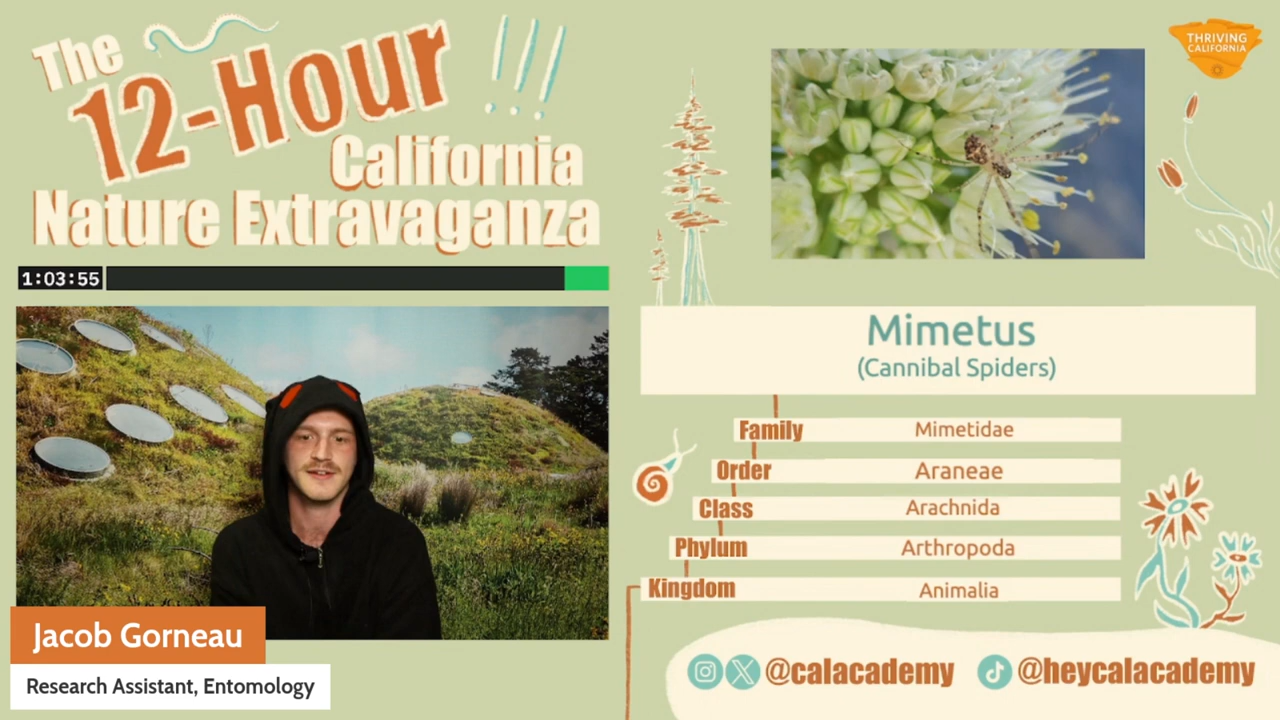 The
12-Hour !!!
California
Nature Extravaganza
1:03:55
THRIVING
CALIFORNIA
Mimetus
(Cannibal Spiders)
Family Mimetidae
Order Araneae
Class Arachnida
Phylum Arthropoda
Kingdom Animalia
Jacob Gorneau
Research Assistant, Entomology
@calacademy @heycalacademy